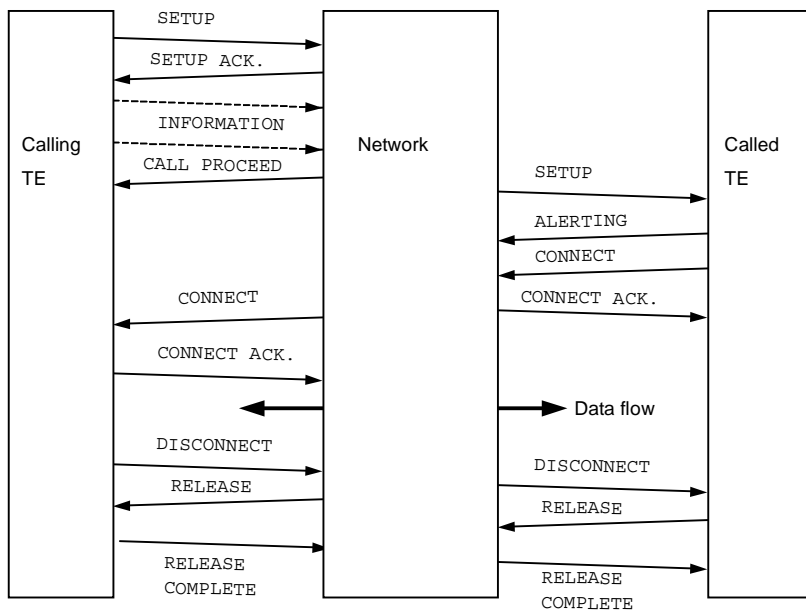 SETUP
SETUP ACK.
INFORMATION
Calling
TE
Network
Called
TE
CALL PROCEED
SETUP
ALERTING
CONNECT
CONNECT
CONNECT ACK.
CONNECT ACK.
Data flow
DISCONNECT
DISCONNECT
RELEASE
RELEASE
RELEASE
COMPLETE
RELEASE
COMPLETE